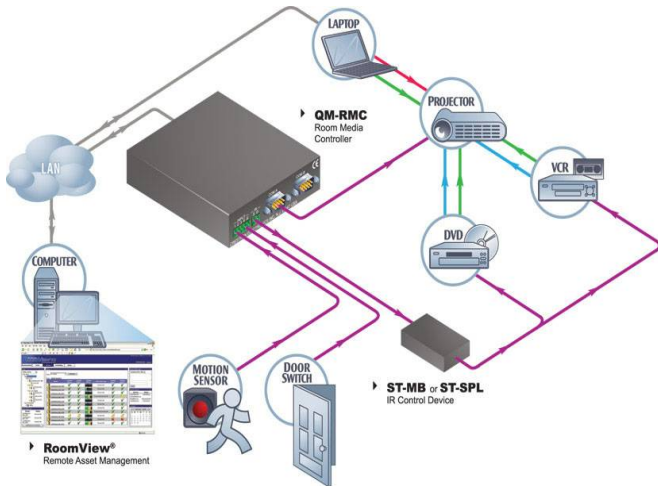 LAPTOP
QM-RMC
Room Media
Controller
PROJECTOR
LAN
VCR
DVD
COMPUTER
MOTION
SENSOR
DOOR
SWITCH
ST-MB or ST-SPL
IR Control Device
RoomView®
Remote Asset Management